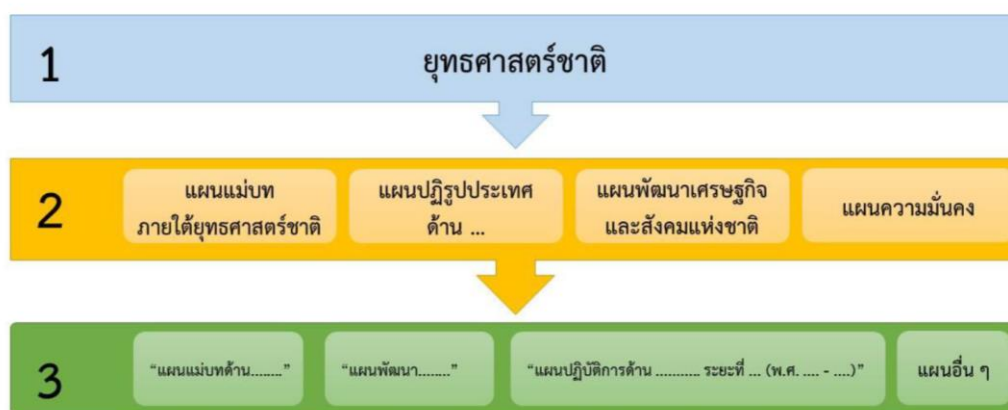 1
ยุทธศาสตร์ชาติ
2
แผนแม่บท
ภายใต้ยุทธศาสตร์ชาติ
แผนปฏิรูปประเทศ
ด้าน ...
แผนพัฒนาเศรษฐกิจ
และสังคมแห่งชาติ
แผนความมั่นคง
3
“แผนแม่บทด้าน........”
“แผนพัฒนา........”
“แผนปฏิบัติการด้าน ........... ระยะที่ ... (พ.ศ. .... - ....)”
แผนอื่น ๆ